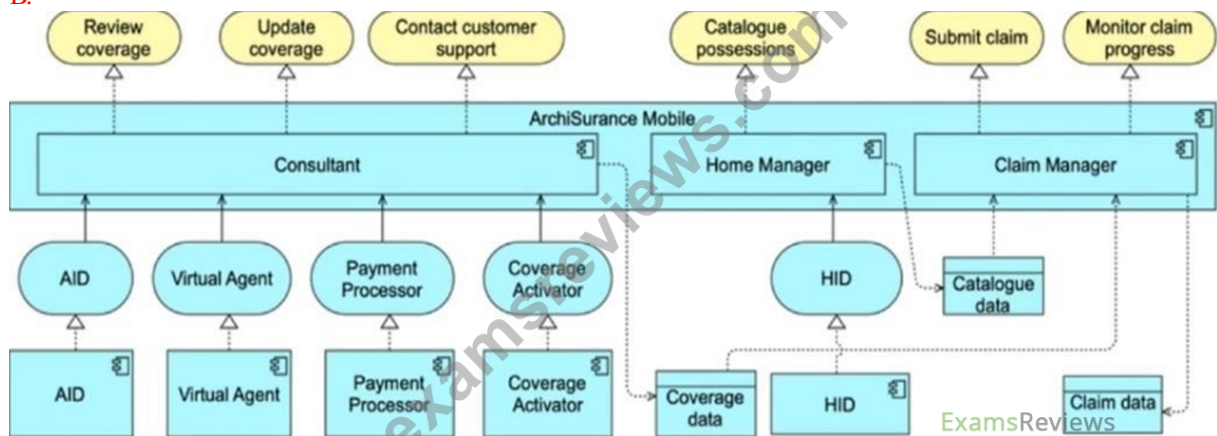 B.
Review
coverage
Update
coverage
Contact customer
support
Catalogue
possessions
Submit claim
Monitor claim
progress
ArchiSurance Mobile
Consultant
Home Manager
Claim Manager
AID
Virtual Agent
Payment
Processor
Coverage
Activator
HID
Catalogue
data
AID
Virtual Agent
Payment
Processor
Coverage
Activator
Coverage
data
HID
Claim data
examsreviews.com
ExamsReviews